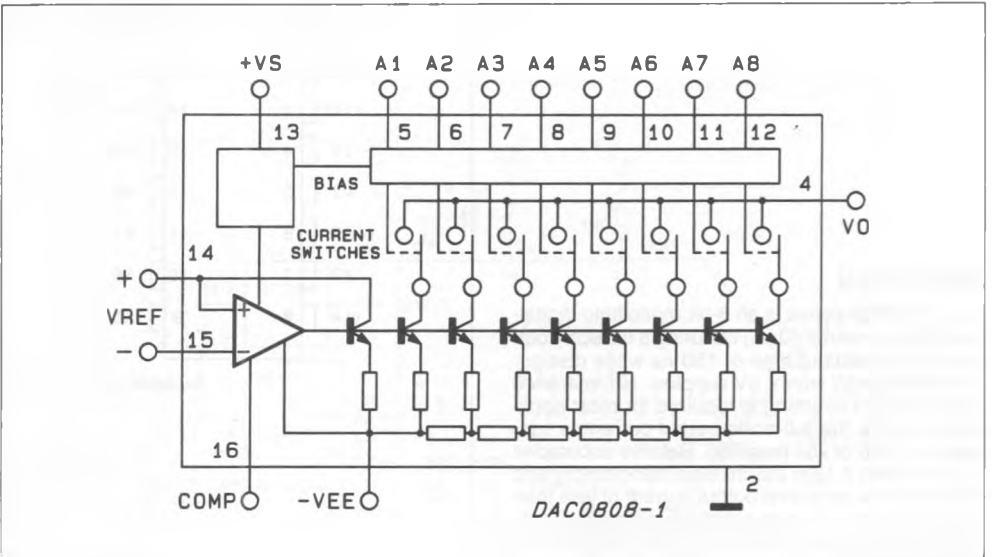 +VS A1 A2 A3 A4 A5 A6 A7 A8
13 5 6 7 8 9 10 11 12
BIAS
4
VO
CURRENT
SWITCHES
14
+
VREF
+
15
-
-
16
COMP
-VEE
2
DAC0808-1